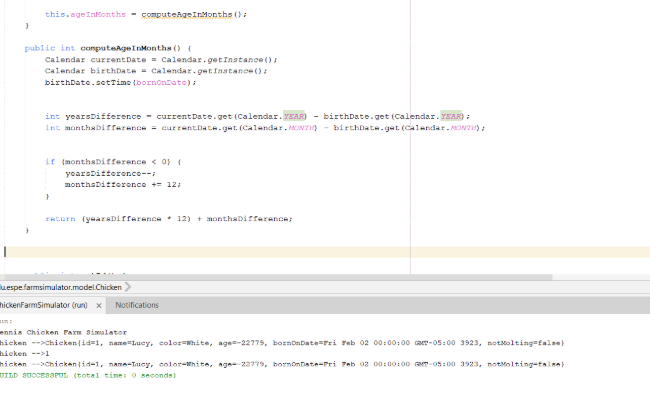 this.ageInMonths = computeAgeInMonths();
}
public int computeAgeInMonths() {
Calendar currentDate = Calendar.getInstance();
Calendar birthDate = Calendar.getInstance();
birthDate.setTime(bornOnDate);
int yearsDifference = currentDate.get(Calendar.YEAR) - birthDate.get(Calendar.YEAR);
int monthsDifference = currentDate.get(Calendar.MONTH) - birthDate.get(Calendar.MONTH);
if (monthsDifference < 0) {
yearsDifference--;
monthsDifference += 12;
}
return (yearsDifference * 12) + monthsDifference;
}
du.espe.farmsimulator.model.Chicken
hickenFarmSimulator (run) × Notifications
un:
ennis Chicken Farm Simulator
hicken -->Chicken{id=1, name=Lucy, color=White, age=-22779, bornOnDate=Fri Feb 02 00:00:00 GMT-05:00 3923, notMolting=false}
hicken -->1
hicken -->Chicken{id=1, name=Lucy, color=White, age=-22779, bornOnDate=Fri Feb 02 00:00:00 GMT-05:00 3923, notMolting=false}
UILD SUCCESSFUL (total time: 0 seconds)